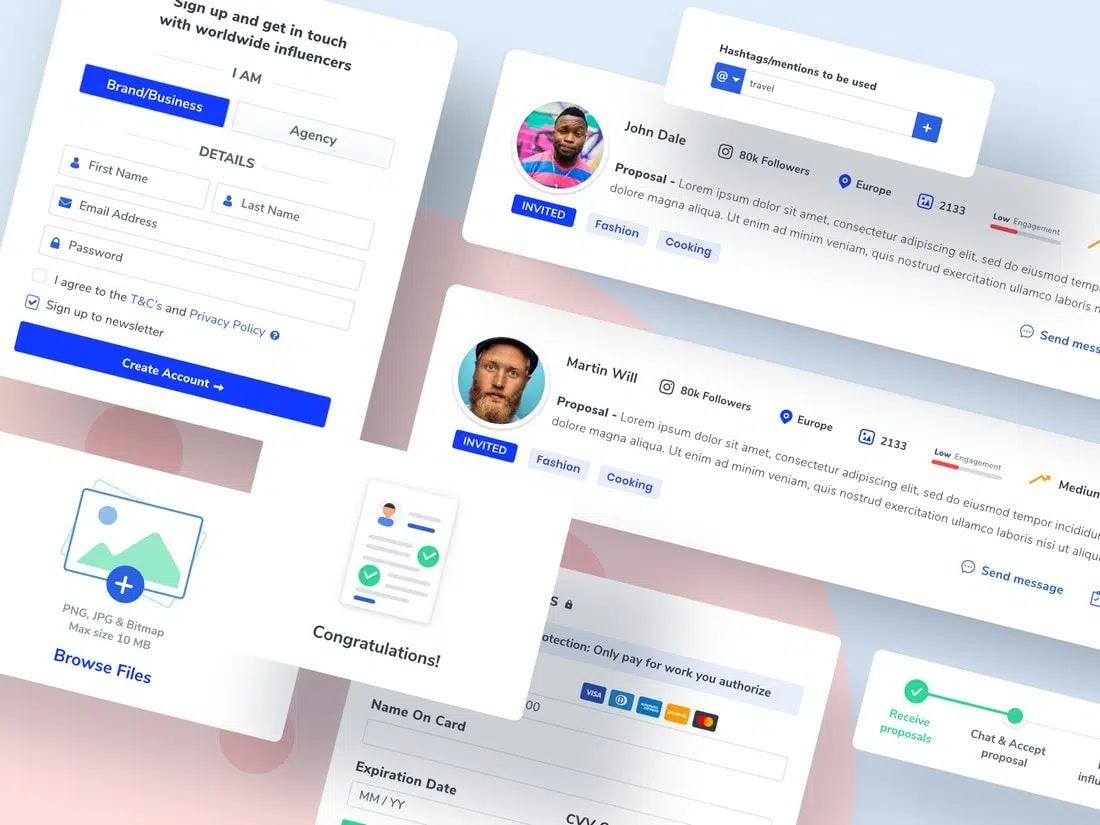 Sign up and get in touch
with worldwide influencers
I AM
Brand/Business
Agency
DETAILS
First Name
Last Name
Email Address
Password
I agree to the T&C's and Privacy Policy
Sign up to newsletter
Create Account
Hashtags/mentions to be used
@
travel
+
John Dale
80k Followers
Europe
2133
Low Engagement
Proposal - Lorem ipsum dolor sit amet, consectetur adipiscing elit, sed do eiusmod
dolore magna aliqua. Ut enim ad minim veniam, quis nostrud exercitation ullamco laboris
INVITED
Fashion
Cooking
Send
Martin Will
80k Followers
Europe
2133
Low Engagement
Medium
Proposal - Lorem ipsum dolor sit amet, consectetur adipiscing elit, sed do eiusmod tempor
dolore magna aliqua. Ut enim ad minim veniam, quis nostrud exercitation ullamco laboris nisi ut
INVITED
Fashion
Cooking
Send message
PNG, JPG & Bitmap
Max size 10 MB
Browse Files
Congratulations!
Only pay for work you authorize
VISA
00
Name On Card
Expiration Date
MM / YY
CVV
Receive
proposals
Chat & Accept
proposal